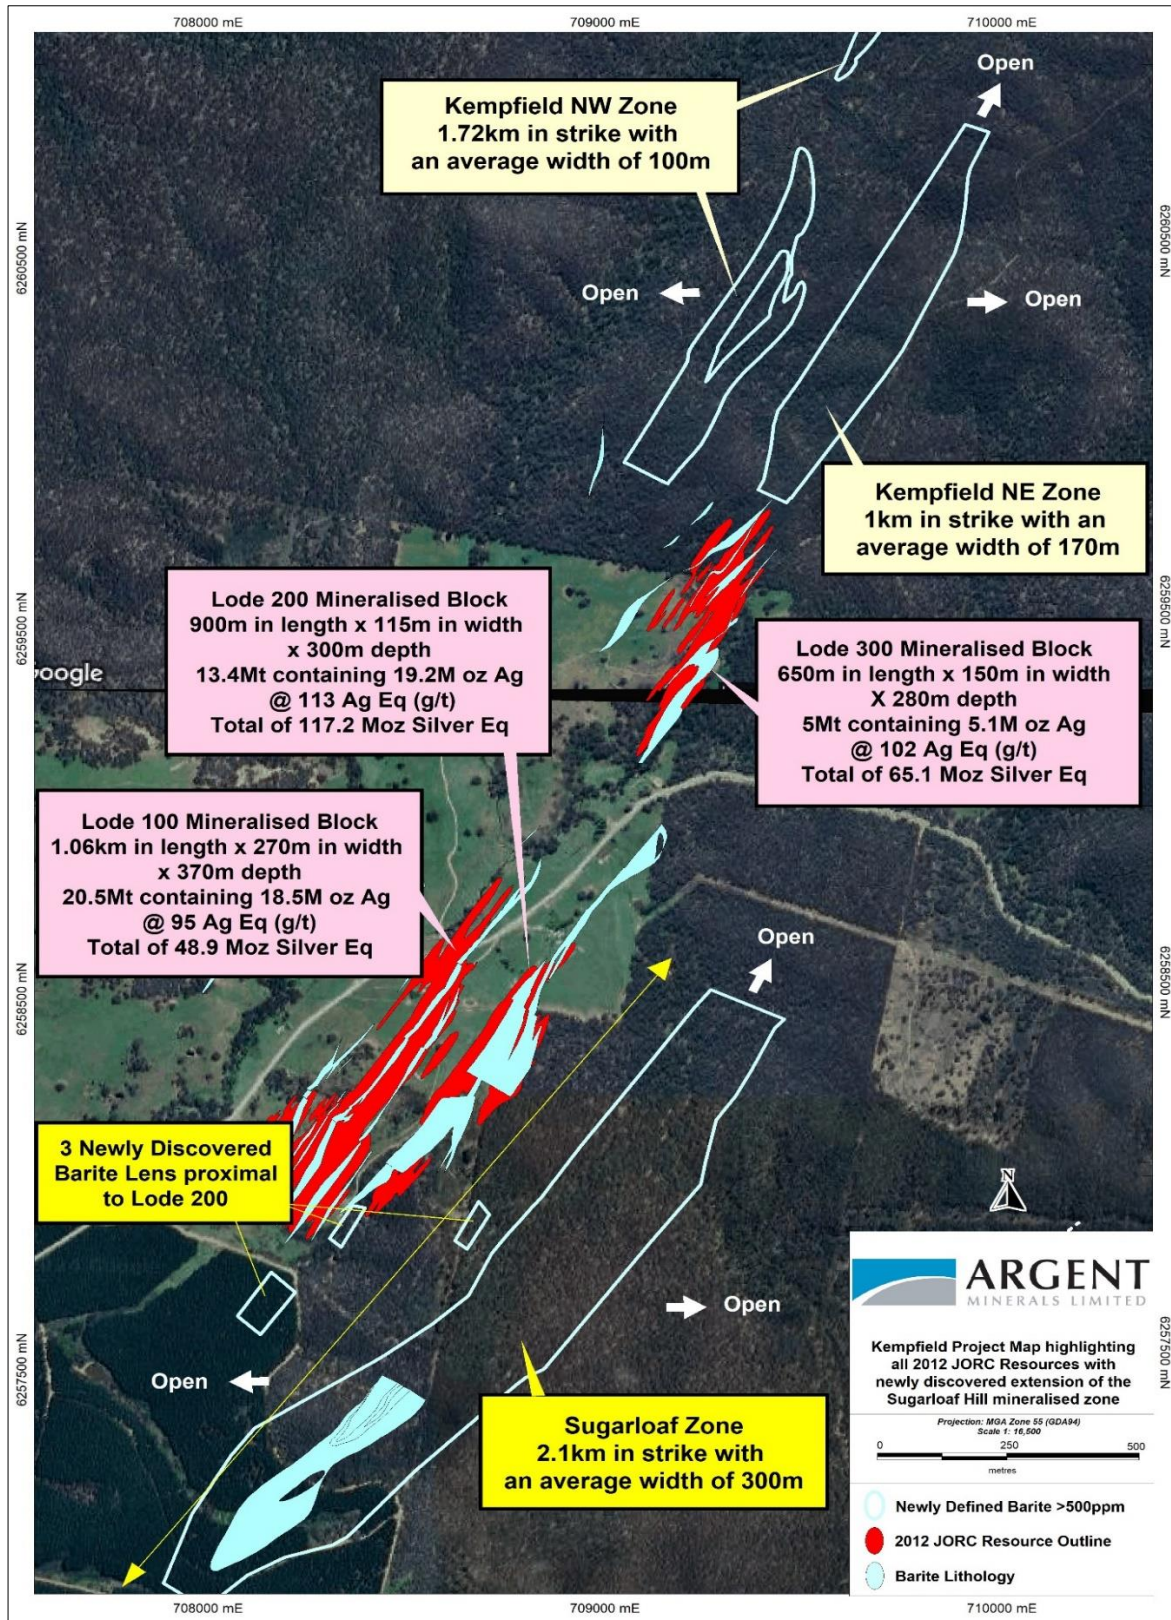 708000 mE
709000 mE
710000 mE
Open
Kempfield NW Zone
1.72km in strike with
an average width of 100m
6260500 mN
6260500 mN
Open
Open
Kempfield NE Zone
1km in strike with an
average width of 170m
Lode 200 Mineralised Block
900m in length x 115m in width
x 300m depth
13.4Mt containing 19.2M oz Ag
@ 113 Ag Eq (g/t)
Total of 117.2 Moz Silver Eq
6259500 mN
6259500 mN
Google
Lode 300 Mineralised Block
650m in length x 150m in width
X 280m depth
5Mt containing 5.1M oz Ag
@ 102 Ag Eq (g/t)
Total of 65.1 Moz Silver Eq
Lode 100 Mineralised Block
1.06km in length x 270m in width
x 370m depth
20.5Mt containing 18.5M oz Ag
@ 95 Ag Eq (g/t)
Total of 48.9 Moz Silver Eq
Open
6258500 mN
6258500 mN
3 Newly Discovered
Barite Lens proximal
to Lode 200
N
Open
Open
6257500 mN
6257500 mN
Sugarloaf Zone
2.1km in strike with
an average width of 300m
ARGENT
MINERALS LIMITED
Kempfield Project Map highlighting
all 2012 JORC Resources with
newly discovered extension of the
Sugarloaf Hill mineralised zone
Projection: MGA Zone 55 (GDA94)
Scale 1: 16,500
0 250 500
metres
Newly Defined Barite >500ppm
2012 JORC Resource Outline
Barite Lithology
708000 mE
709000 mE
710000 mE